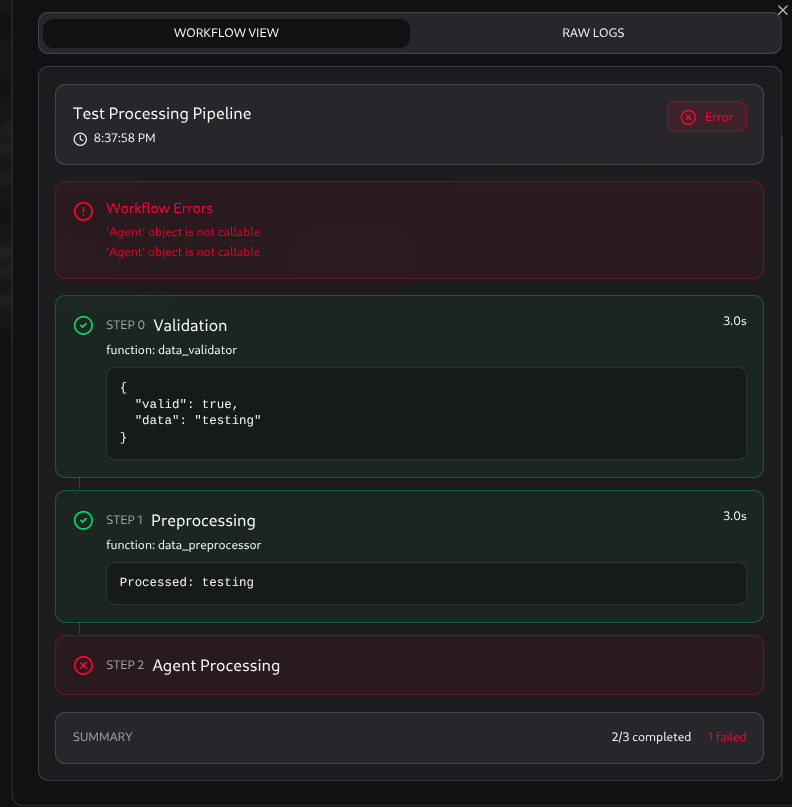 WORKFLOW VIEW
RAW LOGS
Test Processing Pipeline
8:37:58 PM
Error
Workflow Errors
'Agent' object is not callable
'Agent' object is not callable
STEP 0 Validation
3.0s
function: data_validator
{
  "valid": true,
  "data": "testing"
}
STEP 1 Preprocessing
3.0s
function: data_preprocessor
Processed: testing
STEP 2 Agent Processing
SUMMARY
2/3 completed
1 failed